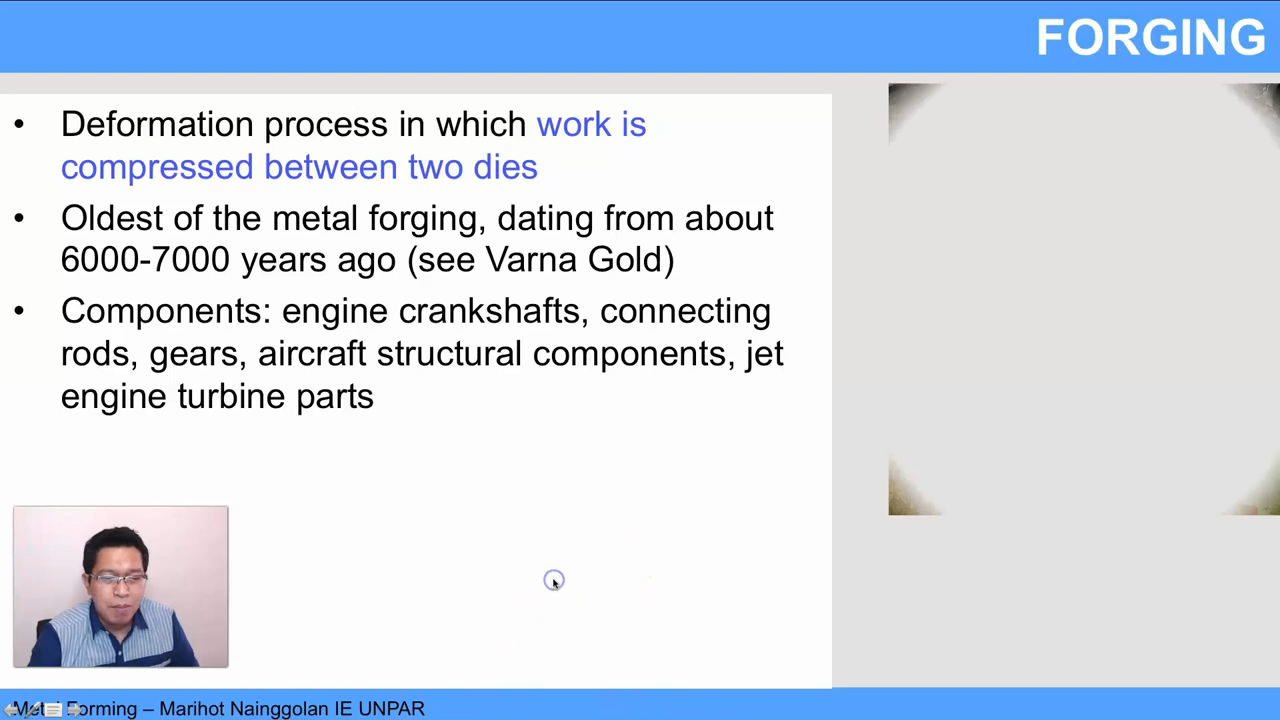 FORGING
• Deformation process in which work is
compressed between two dies
• Oldest of the metal forging, dating from about
6000-7000 years ago (see Varna Gold)
• Components: engine crankshafts, connecting
rods, gears, aircraft structural components, jet
engine turbine parts
Metal Forming – Marihot Nainggolan IE UNPAR